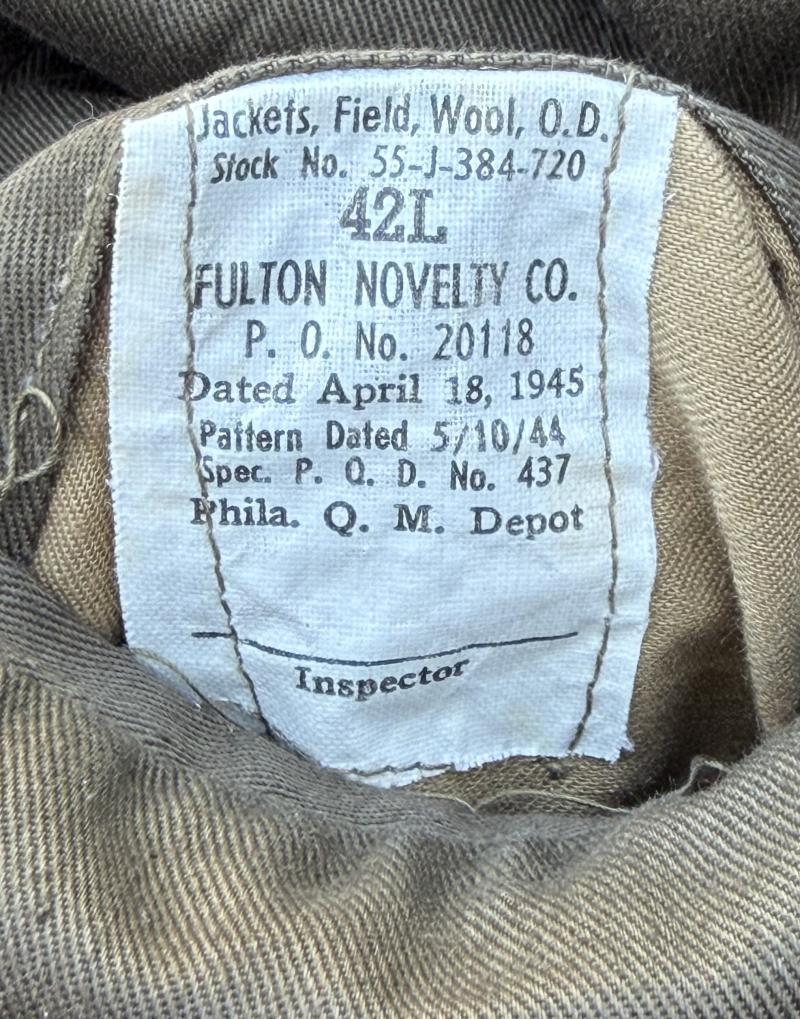 Jackets, Field, Wool, O.D.
Stock No. 55-J-384-720
42L
FULTON NOVELTY CO.
P. O. No. 20118
Dated April 18, 1945
Pattern Dated 5/10/44
Spec. P. Q. D. No. 437
Phila. Q. M. Depot
Inspector